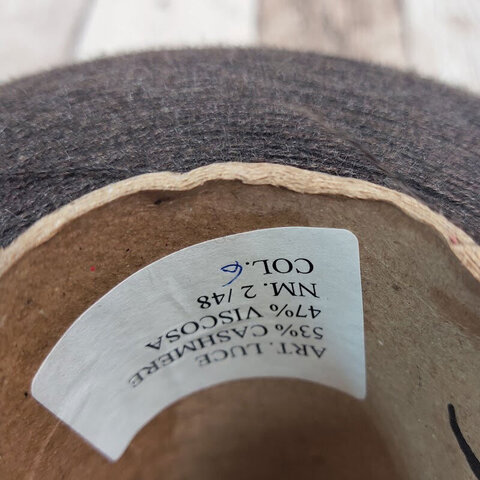 ART. LUCE
53% CASHMERE
47% VISCOSA
NM. 2/48
COL. 6